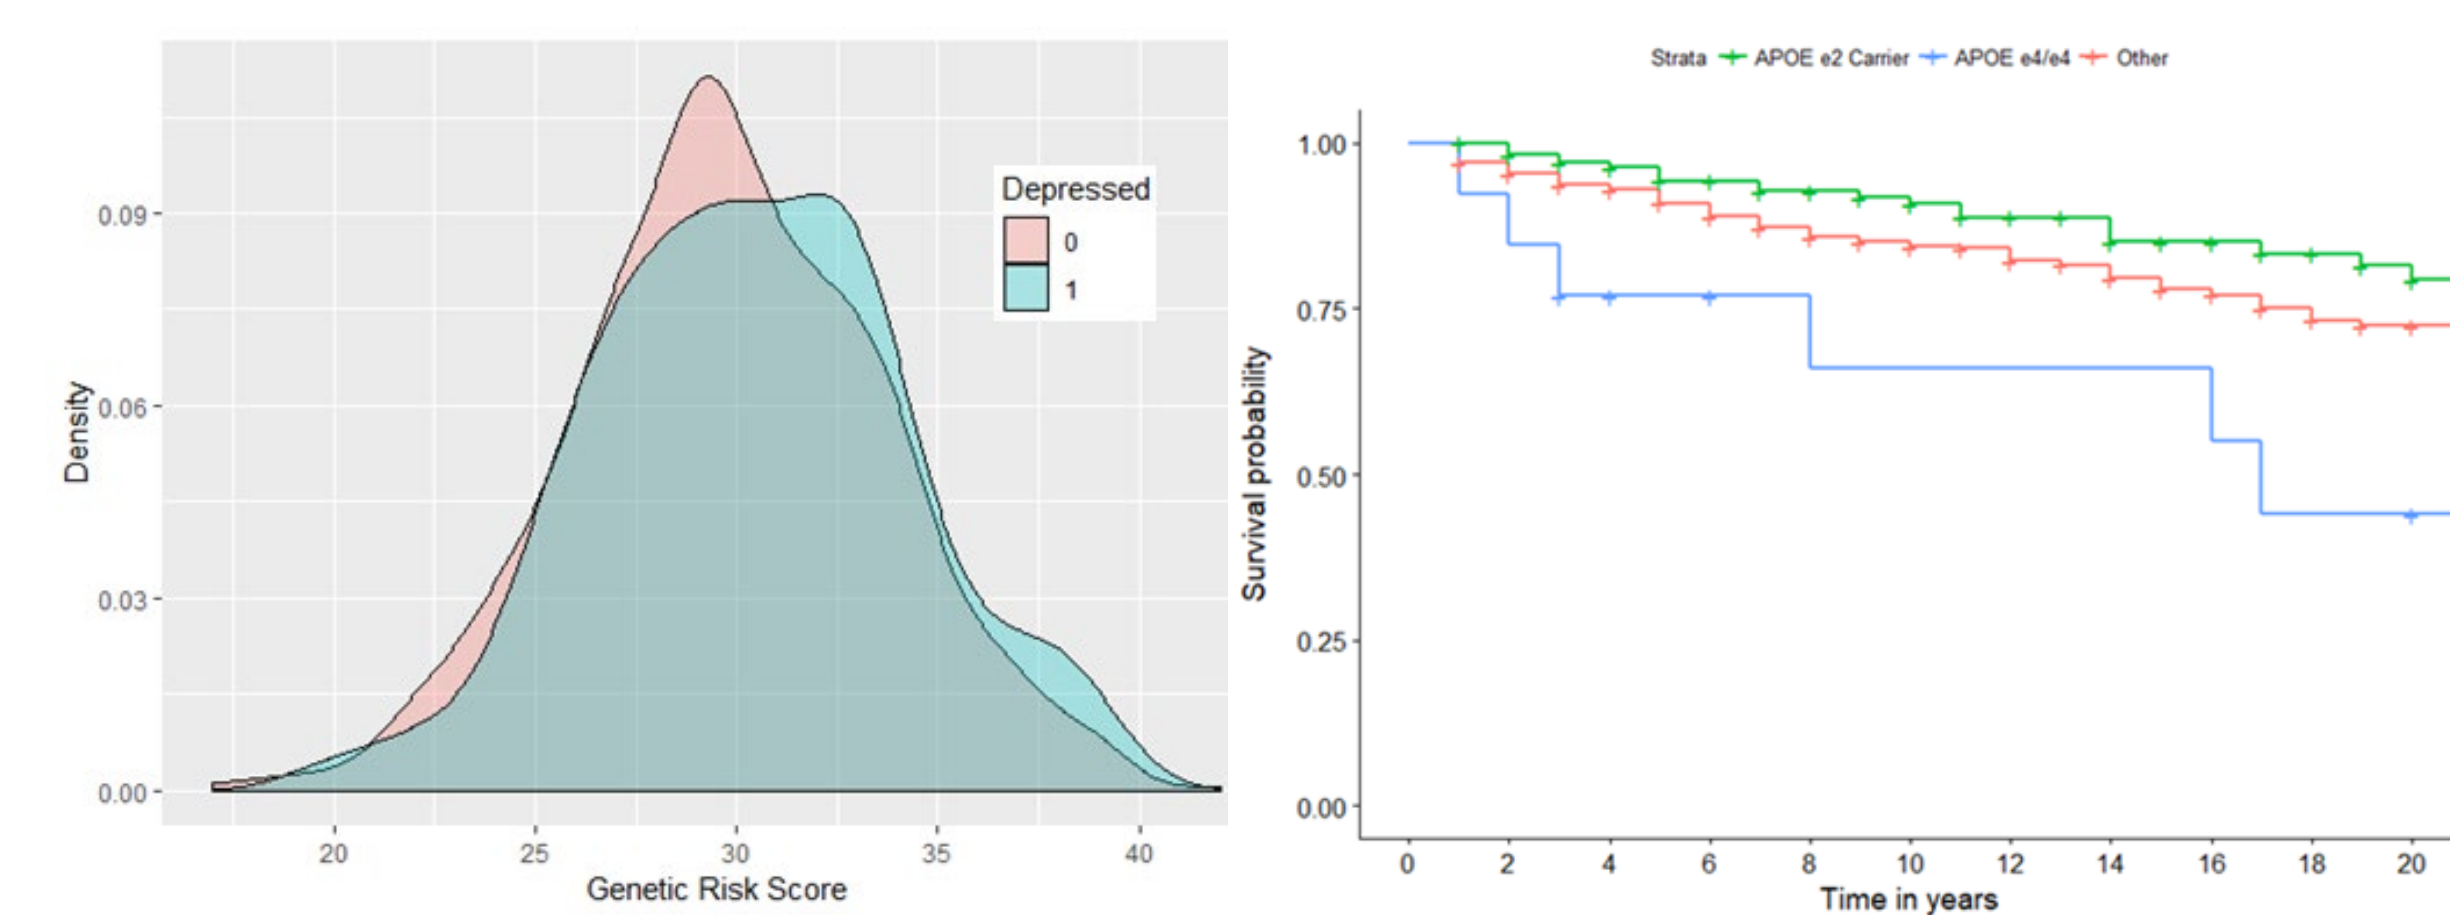 Depressed
0
1
0.09
0.06
0.03
0.00
Density
20 25 30 35 40
Genetic Risk Score
Strata APOE e2 Carrier APOE e4/e4 Other
1.00
0.75
0.50
0.25
0.00
Survival probability
0 2 4 6 8 10 12 14 16 18 20
Time in years